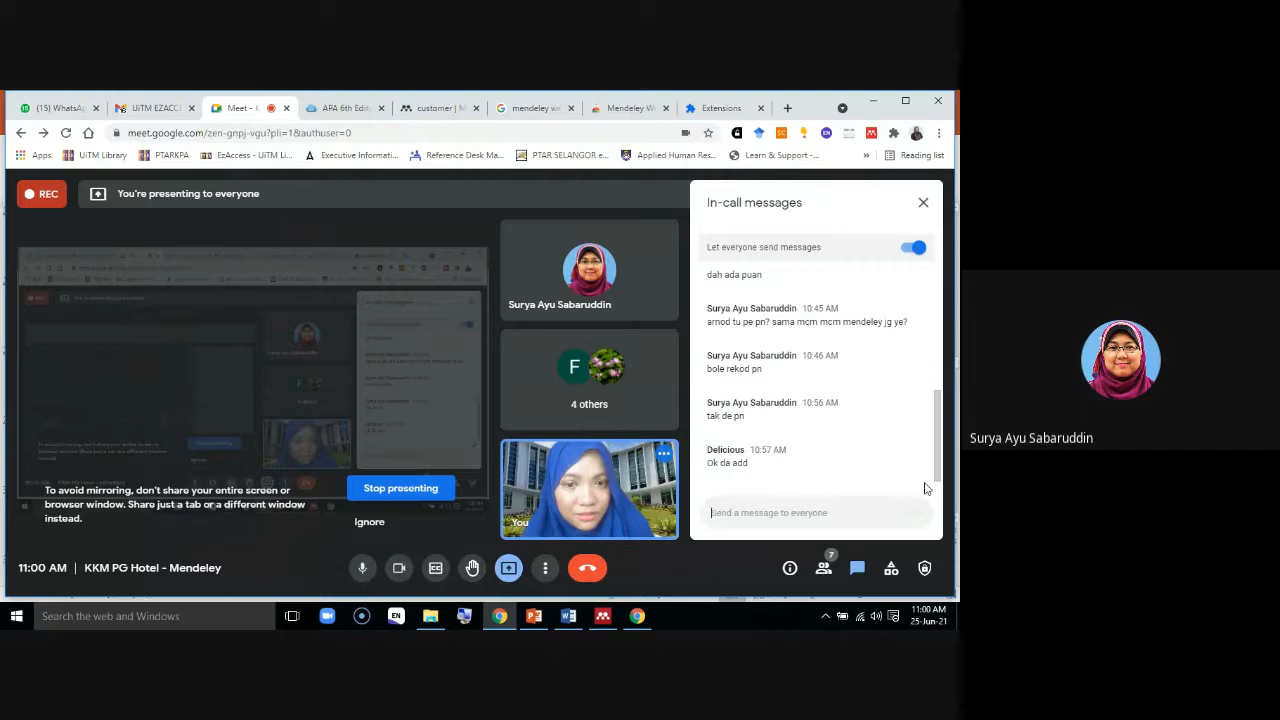 (15) WhatsAp
UiTM EZACCE
Meet - K
APA 6th Editi
customer | M
mendeley we
Mendeley We
Extensions
meet.google.com/zen-gnpj-vgu?pli=1&authuser=0
Apps
UiTM Library
PTARKPA
EzAccess - UiTM Li...
Executive Informati...
Reference Desk Ma...
PTAR SELANGOR e...
Applied Human Res...
Learn & Support -...
»
Reading list
REC
You're presenting to everyone
In-call messages
Let everyone send messages
dah ada puan
Surya Ayu Sabaruddin 10:45 AM
arnod tu pe pn? sama mcm mcm mendeley jg ye?
Surya Ayu Sabaruddin 10:46 AM
bole rekod pn
Surya Ayu Sabaruddin 10:56 AM
tak de pn
Delicious 10:57 AM
Ok da add
Send a message to everyone
Surya Ayu Sabaruddin
F
4 others
You
To avoid mirroring, don't share your entire screen or
browser window. Share just a tab or a different window
instead.
Stop presenting
Ignore
11:00 AM | KKM PG Hotel - Mendeley
7
Search the web and Windows
EN
11:00 AM
25-Jun-21
Surya Ayu Sabaruddin